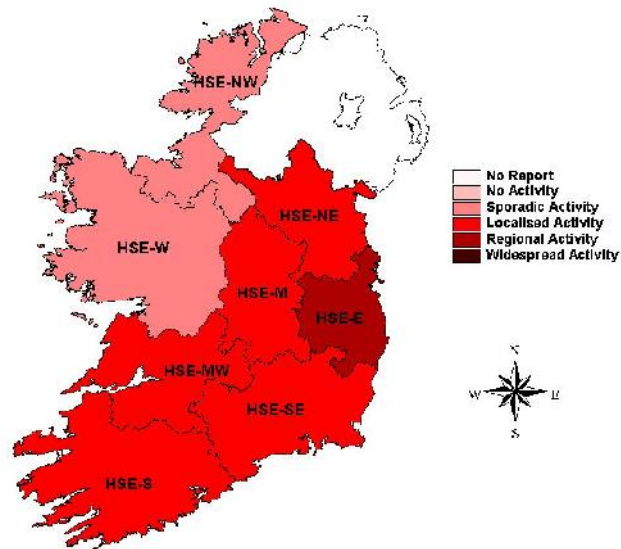 HSE-NW
No Report
No Activity
Sporadic Activity
Localised Activity
Regional Activity
Widespread Activity
HSE-NE
HSE-W
HSE-M
HSE-E
HSE-MW
HSE-SE
HSE-S
N
W E
S